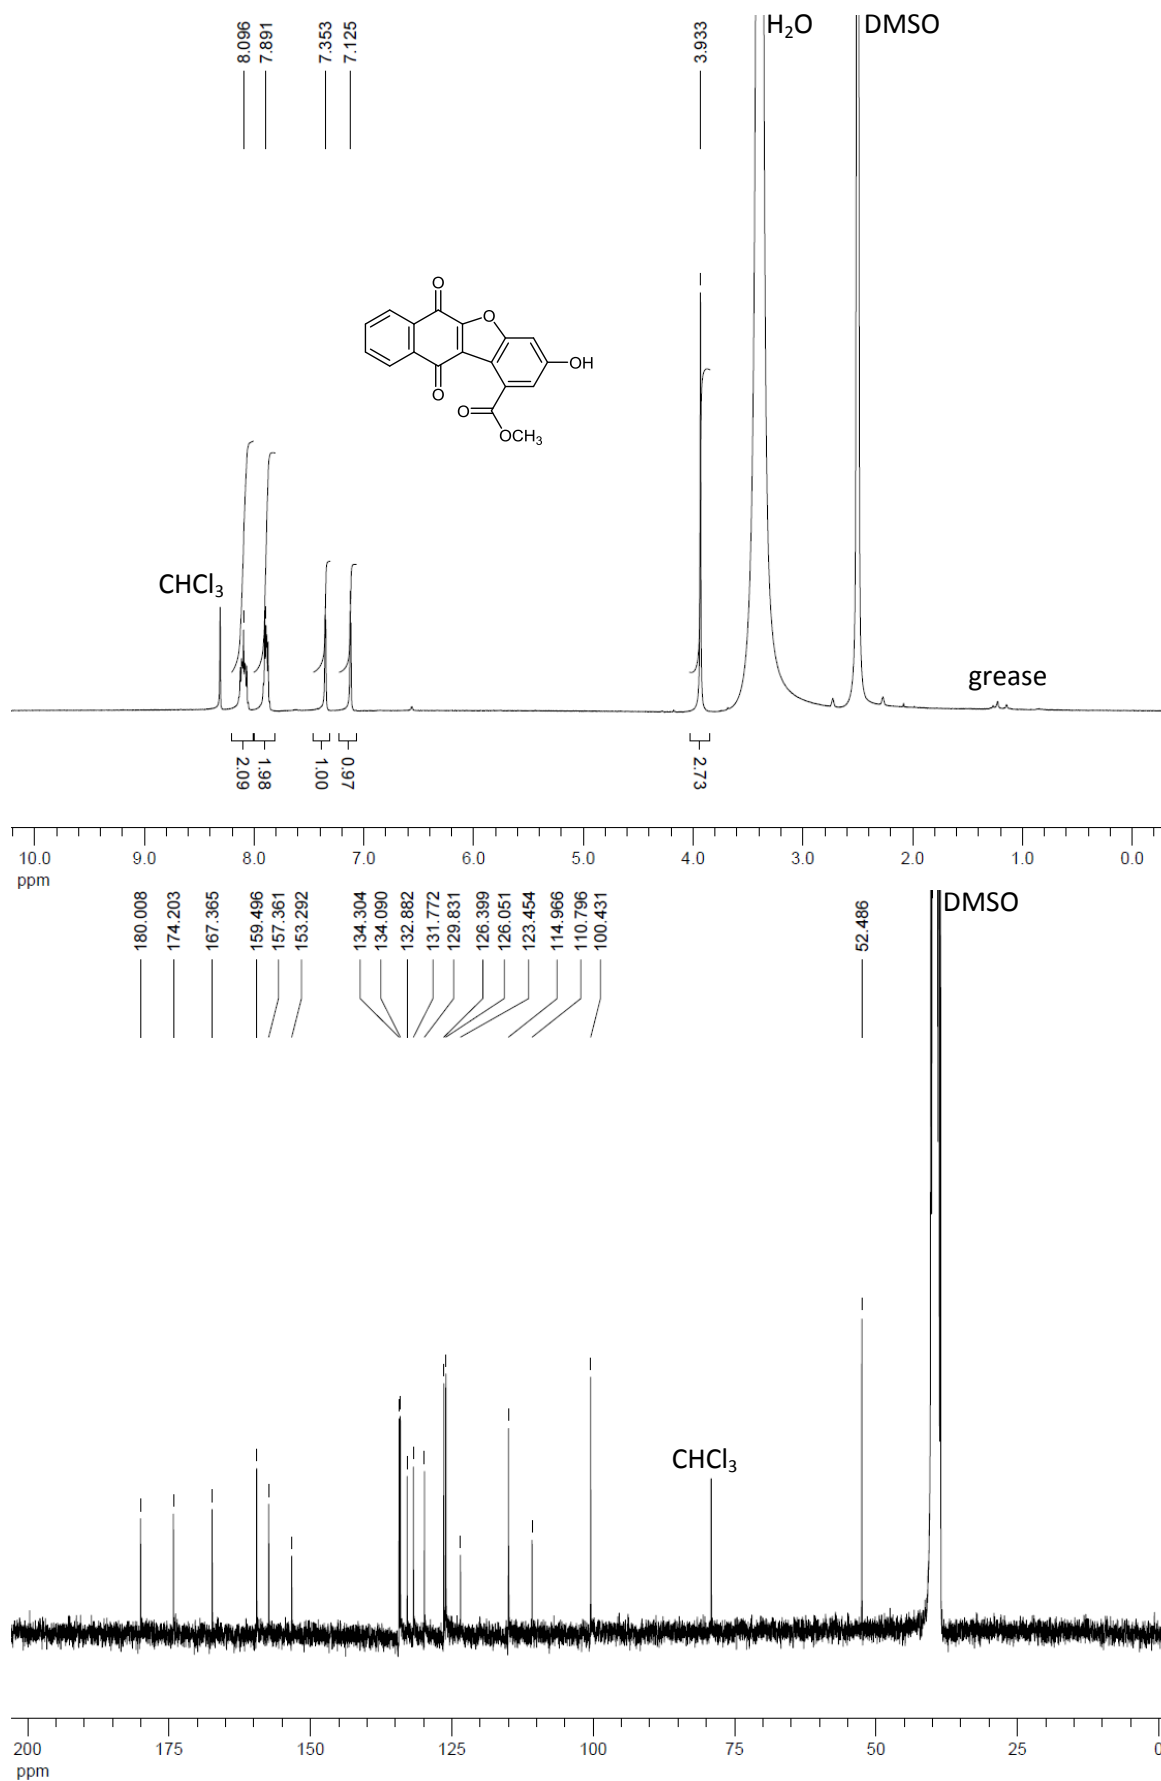 8.096
7.891
7.353
7.125
3.933
H₂O
DMSO
O
O
OH
O
O
OCH₃
CHCl₃
grease
2.09
1.98
1.00
0.97
2.73
10.0 9.0 8.0 7.0 6.0 5.0 4.0 3.0 2.0 1.0 0.0
ppm
180.008
174.203
167.365
159.496
157.361
153.292
134.304
134.090
132.882
131.772
129.831
126.399
126.051
123.454
114.966
110.796
100.431
52.486
DMSO
CHCl₃
200 175 150 125 100 75 50 25 0
ppm